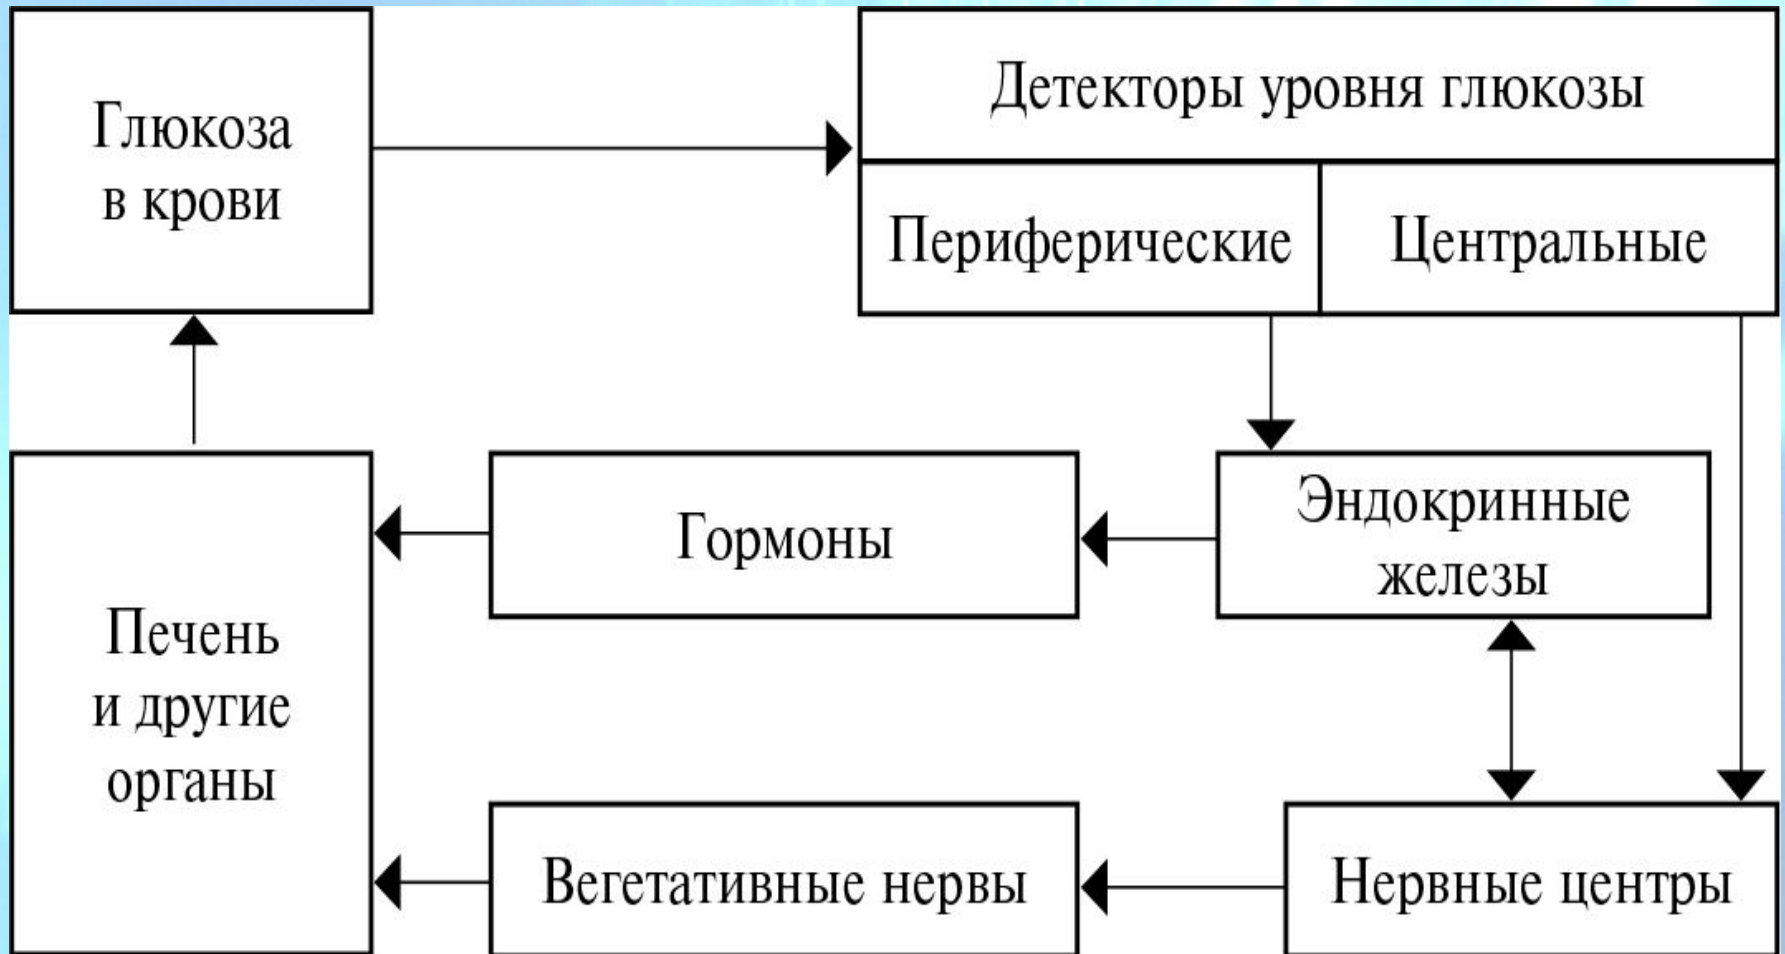 Глюкоза
в крови
Детекторы уровня глюкозы
Периферические
Центральные
Гормоны
Эндокринные
железы
Печень
и другие
органы
Вегетативные нервы
Нервные центры